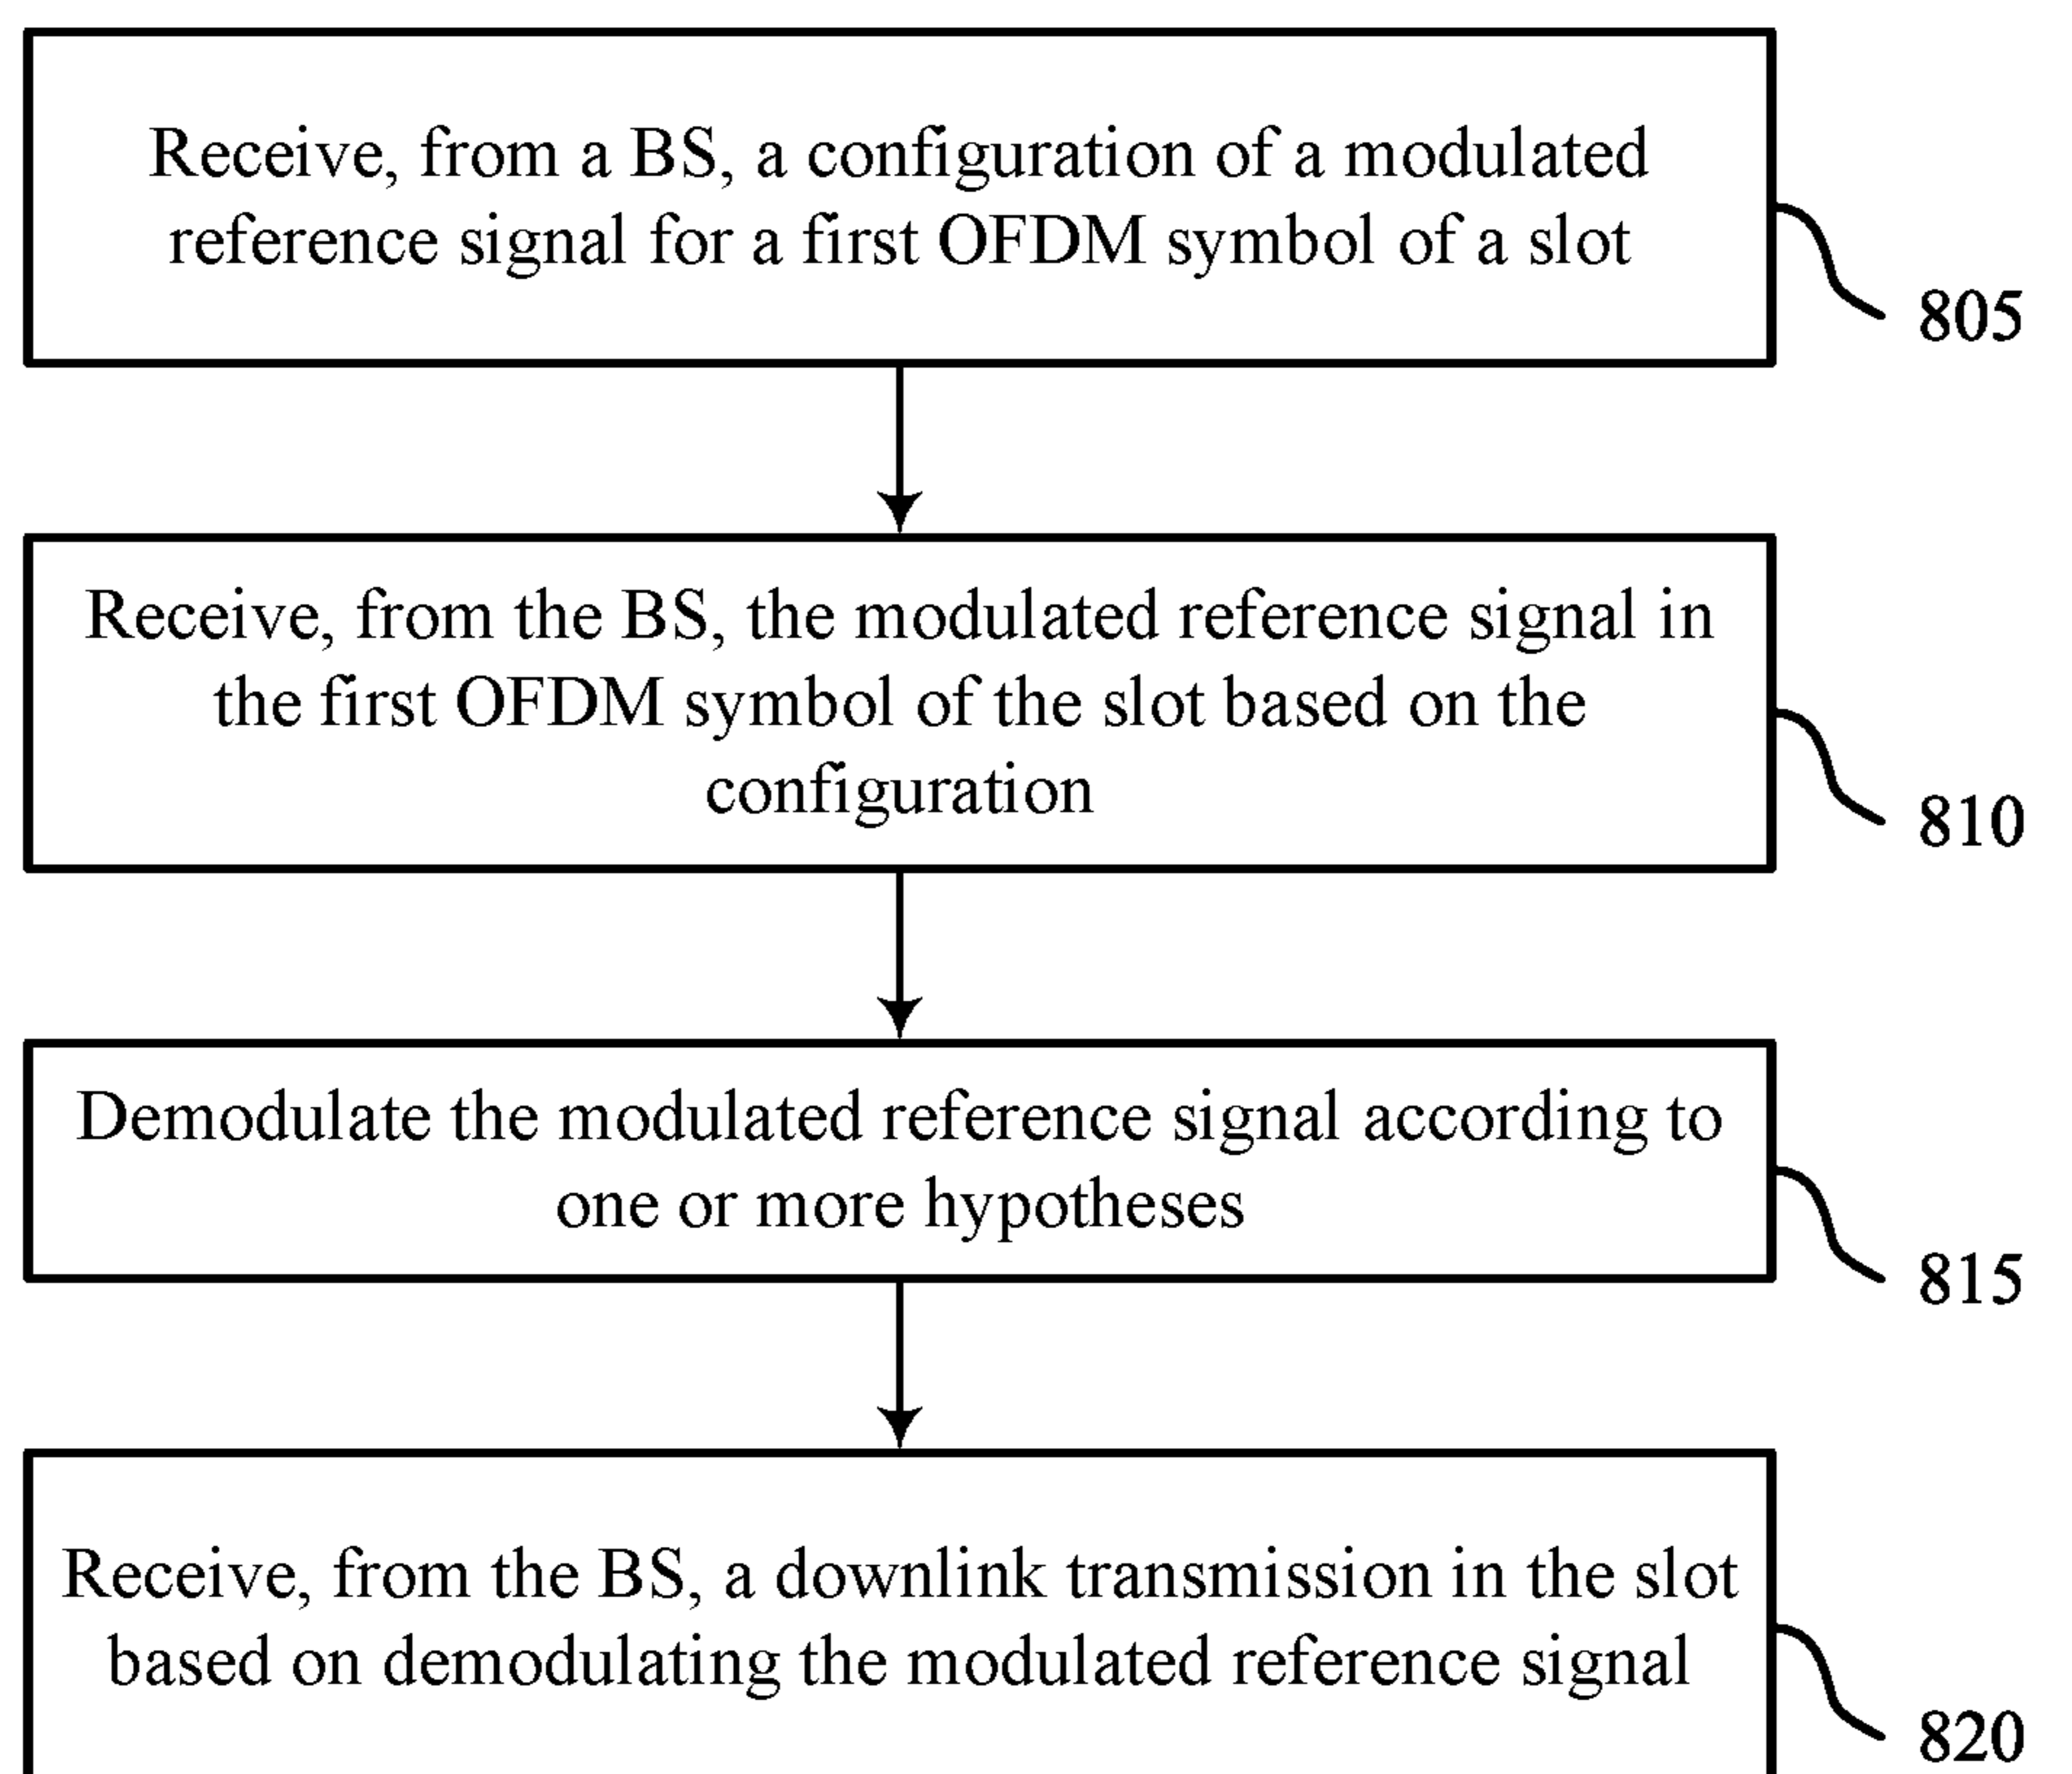 Receive, from a BS, a configuration of a modulated
reference signal for a first OFDM symbol of a slot
805
Receive, from the BS, the modulated reference signal in
the first OFDM symbol of the slot based on the
configuration
810
Demodulate the modulated reference signal according to
one or more hypotheses
815
Receive, from the BS, a downlink transmission in the slot
based on demodulating the modulated reference signal
820